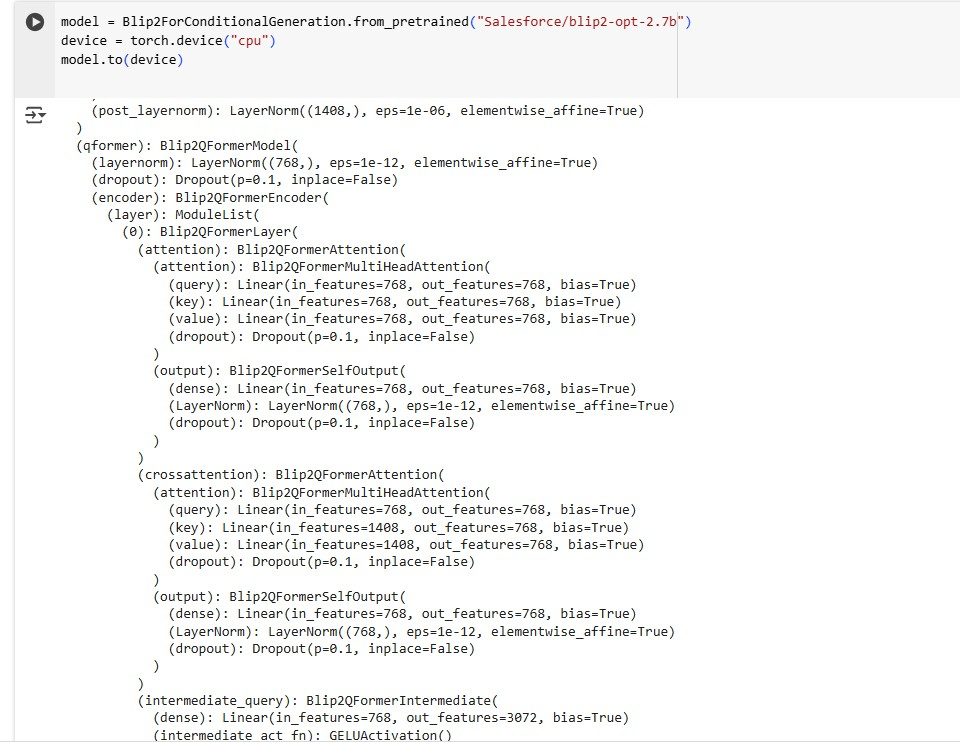 model = Blip2ForConditionalGeneration.from_pretrained("Salesforce/blip2-opt-2.7b")
device = torch.device("cpu")
model.to(device)
)
(post_layernorm): LayerNorm((1408,), eps=1e-06, elementwise_affine=True)
)
(qformer): Blip2QFormerModel(
(layernorm): LayerNorm((768,), eps=1e-12, elementwise_affine=True)
(dropout): Dropout(p=0.1, inplace=False)
(encoder): Blip2QFormerEncoder(
(layer): ModuleList(
(0): Blip2QFormerLayer(
(attention): Blip2QFormerAttention(
(attention): Blip2QFormerMultiHeadAttention(
(query): Linear(in_features=768, out_features=768, bias=True)
(key): Linear(in_features=768, out_features=768, bias=True)
(value): Linear(in_features=768, out_features=768, bias=True)
(dropout): Dropout(p=0.1, inplace=False)
)
(output): Blip2QFormerSelfOutput(
(dense): Linear(in_features=768, out_features=768, bias=True)
(LayerNorm): LayerNorm((768,), eps=1e-12, elementwise_affine=True)
(dropout): Dropout(p=0.1, inplace=False)
)
)
(crossattention): Blip2QFormerAttention(
(attention): Blip2QFormerMultiHeadAttention(
(query): Linear(in_features=768, out_features=768, bias=True)
(key): Linear(in_features=1408, out_features=768, bias=True)
(value): Linear(in_features=1408, out_features=768, bias=True)
(dropout): Dropout(p=0.1, inplace=False)
)
(output): Blip2QFormerSelfOutput(
(dense): Linear(in_features=768, out_features=768, bias=True)
(LayerNorm): LayerNorm((768,), eps=1e-12, elementwise_affine=True)
(dropout): Dropout(p=0.1, inplace=False)
)
)
(intermediate_query): Blip2QFormerIntermediate(
(dense): Linear(in_features=768, out_features=3072, bias=True)
(intermediate_act_fn): GELUActivation()